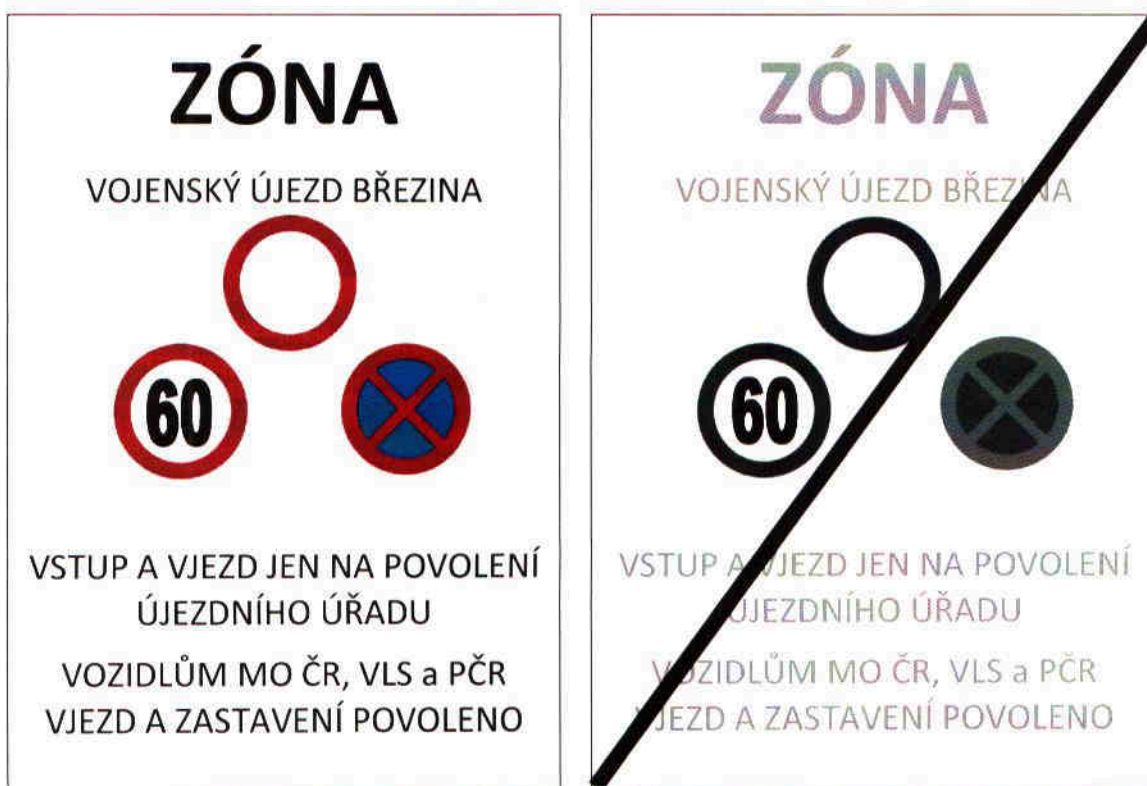 ZÓNA
VOJENSKÝ ÚJEZD BŘEZINA
60
VSTUP A VJEZD JEN NA POVOLENÍ
ÚJEZDNÍHO ÚŘADU
VOZIDLŮM MO ČR, VLS a PČR
VJEZD A ZASTAVENÍ POVOLENO
ZÓNA
VOJENSKÝ ÚJEZD BŘEZINA
60
VSTUP A VJEZD JEN NA POVOLENÍ
ÚJEZDNÍHO ÚŘADU
VOZIDLŮM MO ČR, VLS a PČR
VJEZD A ZASTAVENÍ POVOLENO